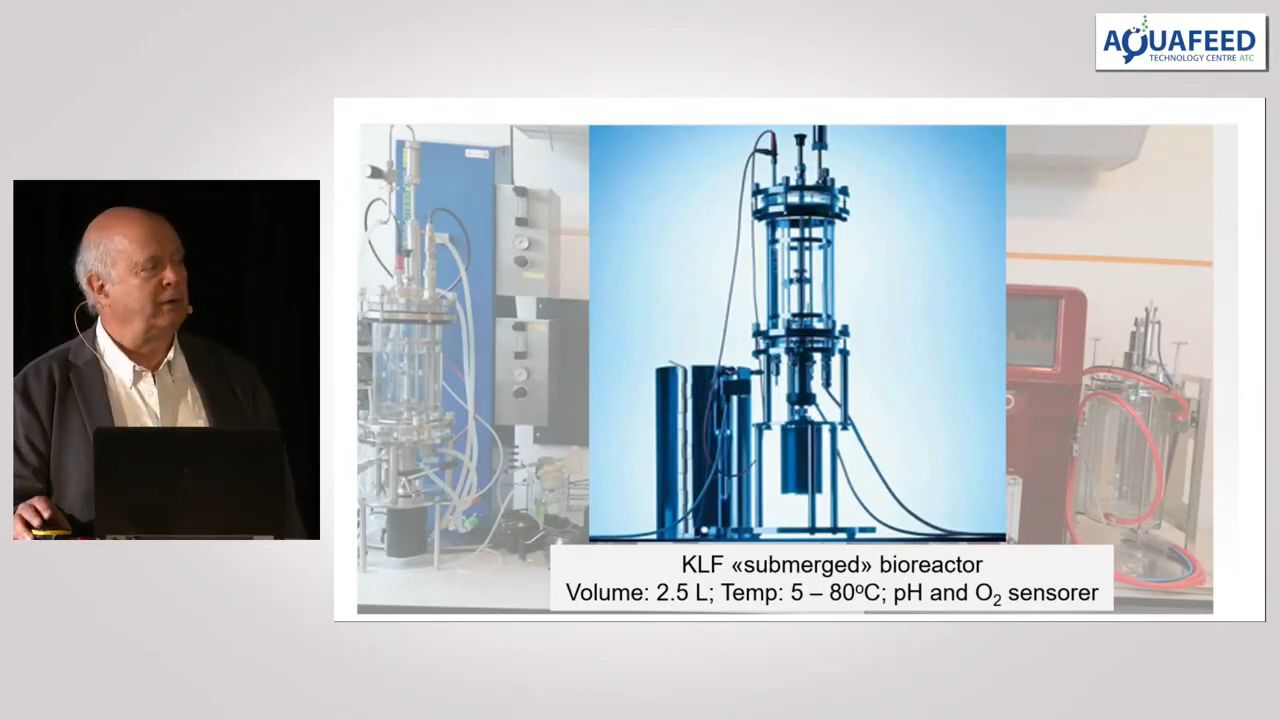 AQUAFEED
TECHNOLOGY CENTRE ATC
KLF «submerged» bioreactor
Volume: 2.5 L; Temp: 5 – 80ºC; pH and O₂ sensorer